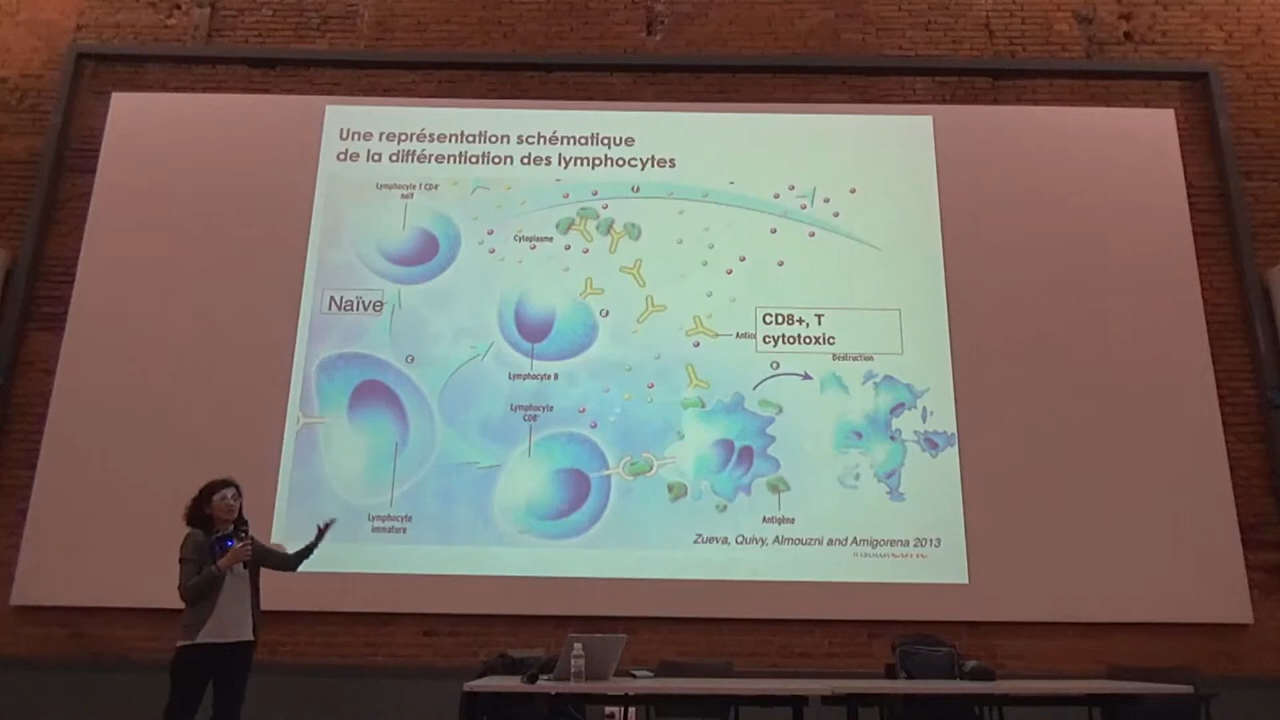 Une représentation schématique
de la différentiation des lymphocytes
Lymphocyte T CD4+
naïf
Cytoplasme
Naïve
CD8+, T
cytotoxic
Destruction
Lymphocyte B
Lymphocyte
CD8+
Lymphocyte
immature
Antigène
Zueva, Quivy, Almouzni and Amigorena 2013